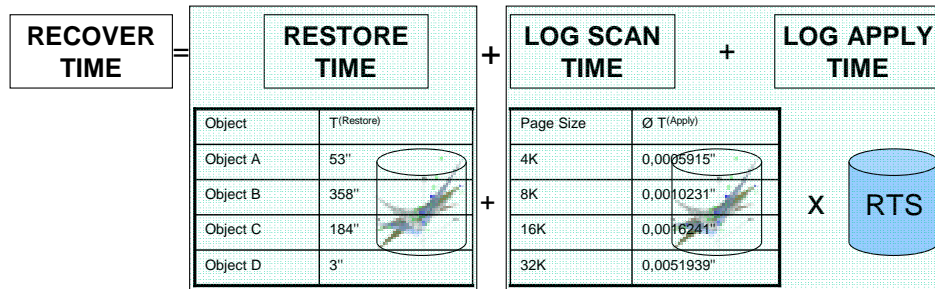 RECOVER TIME = RESTORE TIME + LOG SCAN TIME + LOG APPLY TIME
Object T(Restore)
Object A 53"
Object B 358"
Object C 184"
Object D 3"
+
Page Size Ø T(Apply)
4K 0,0005915"
8K 0,0010231"
16K 0,0016241"
32K 0,0051939"
x RTS